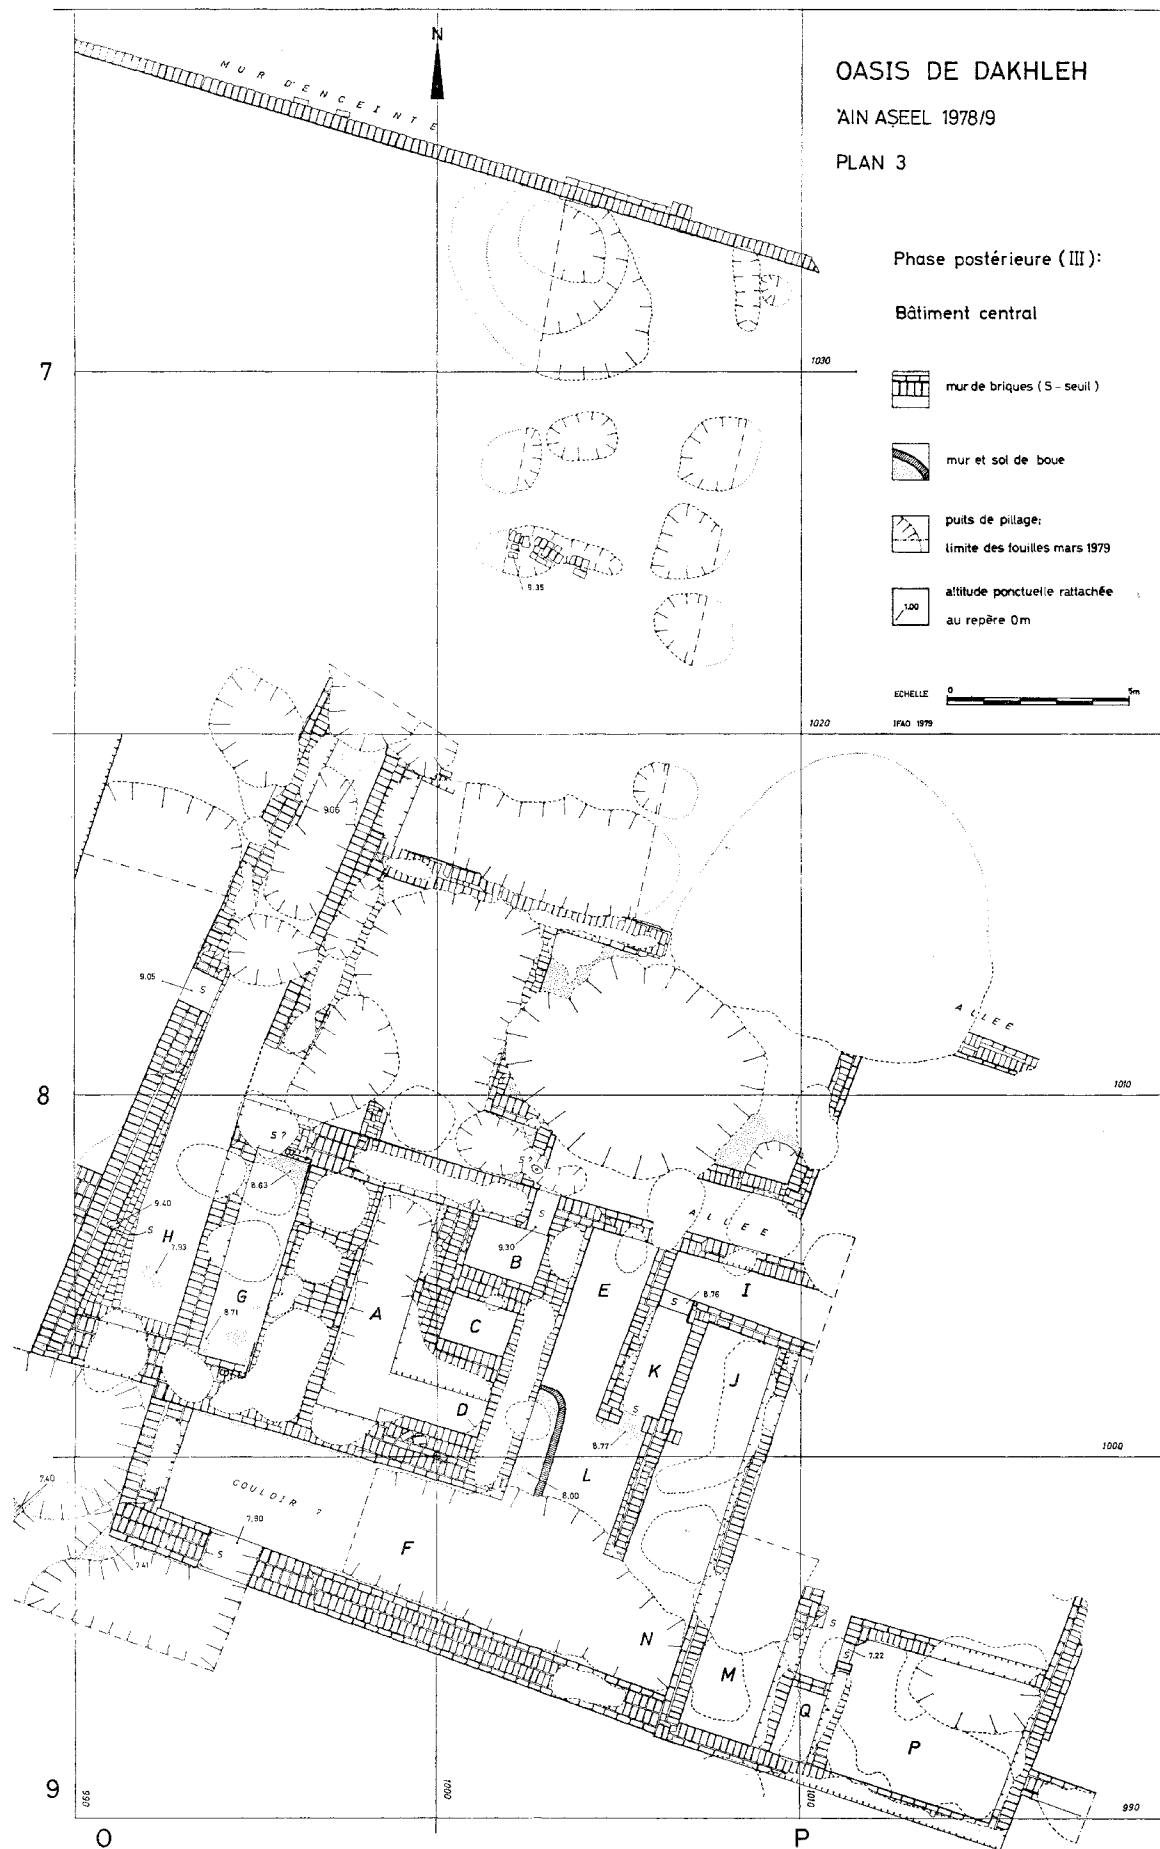 N
MUR D'ENCEINTE
OASIS DE DAKHLEH
'AIN AṢEEL 1978/9
PLAN 3
Phase postérieure (III):
Bâtiment central
7
1030
mur de briques (S - seuil)
mur et sol de boue
puits de pillage;
limite des fouilles mars 1979
9.35
altitude ponctuelle rattachée
1.00
au repère 0m
ECHELLE 0 5m
1020
IFAO 1979
9.06
9.05
S
ALLEE
8
1010
S?
S?
8.63
9.40
S
H
7.93
ALLEE
S
9.30
B
E
8.76
S
I
G
8.71
A
C
K
J
D
S
8.77
1000
L
8.00
7.40
COULOIR ?
7.90
F
7.41
S
N
S
S
7.22
M
Q
P
9
990
1000
1010
990
O
P